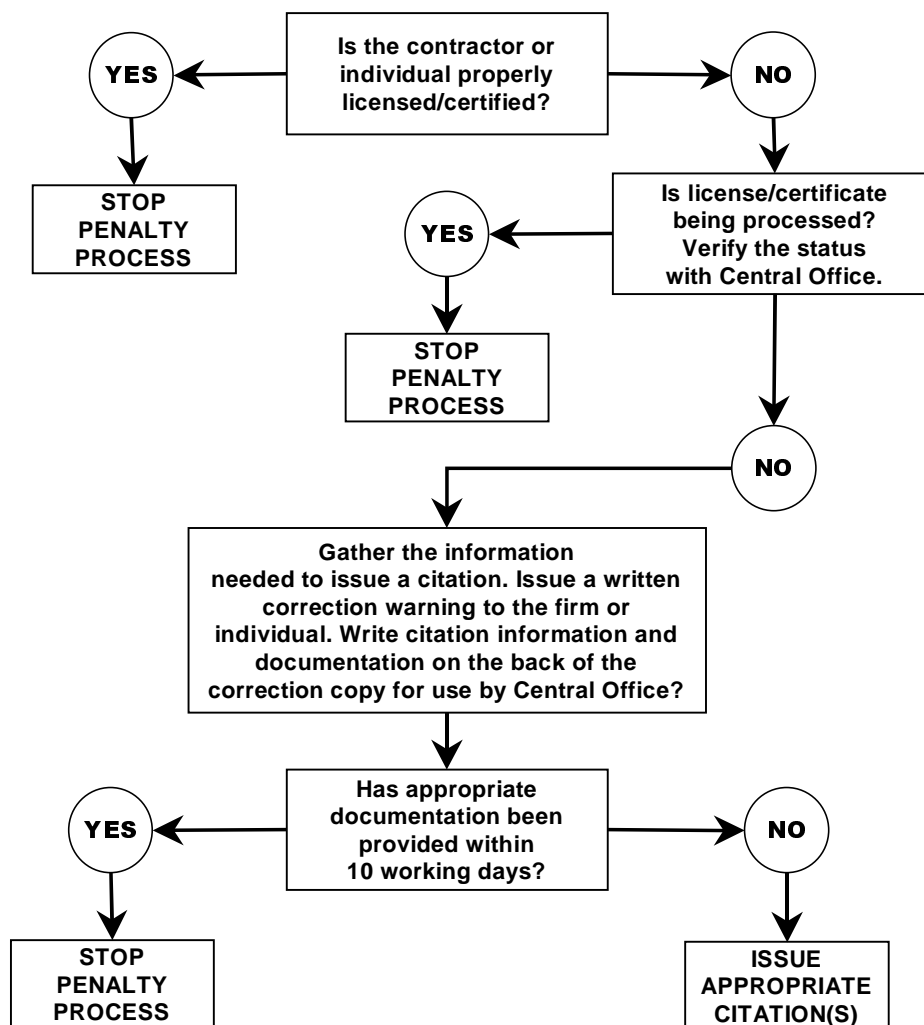 Is the contractor or
individual properly
licensed/certified?
YES
NO
STOP
PENALTY
PROCESS
Is license/certificate
being processed?
Verify the status
with Central Office.
YES
STOP
PENALTY
PROCESS
NO
Gather the information
needed to issue a citation. Issue a written
correction warning to the firm or
individual. Write citation information and
documentation on the back of the
correction copy for use by Central Office?
Has appropriate
documentation been
provided within
10 working days?
YES
NO
STOP
PENALTY
PROCESS
ISSUE
APPROPRIATE
CITATION(S)